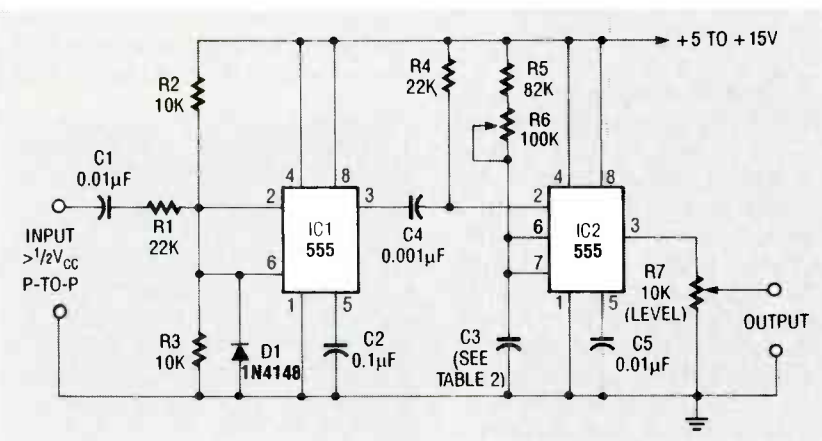 +5 TO +15V
R2
10K
R4
22K
R5
82K
R6
100K
C1
0.01µF
R1
22K
INPUT
>1/2VCC
P-TO-P
4
8
2
3
6
1
5
IC1
555
C4
0.001µF
4
8
2
6
7
3
1
5
IC2
555
R7
10K
(LEVEL)
OUTPUT
R3
10K
D1
1N4148
C2
0.1µF
C3
(SEE
TABLE 2)
C5
0.01µF